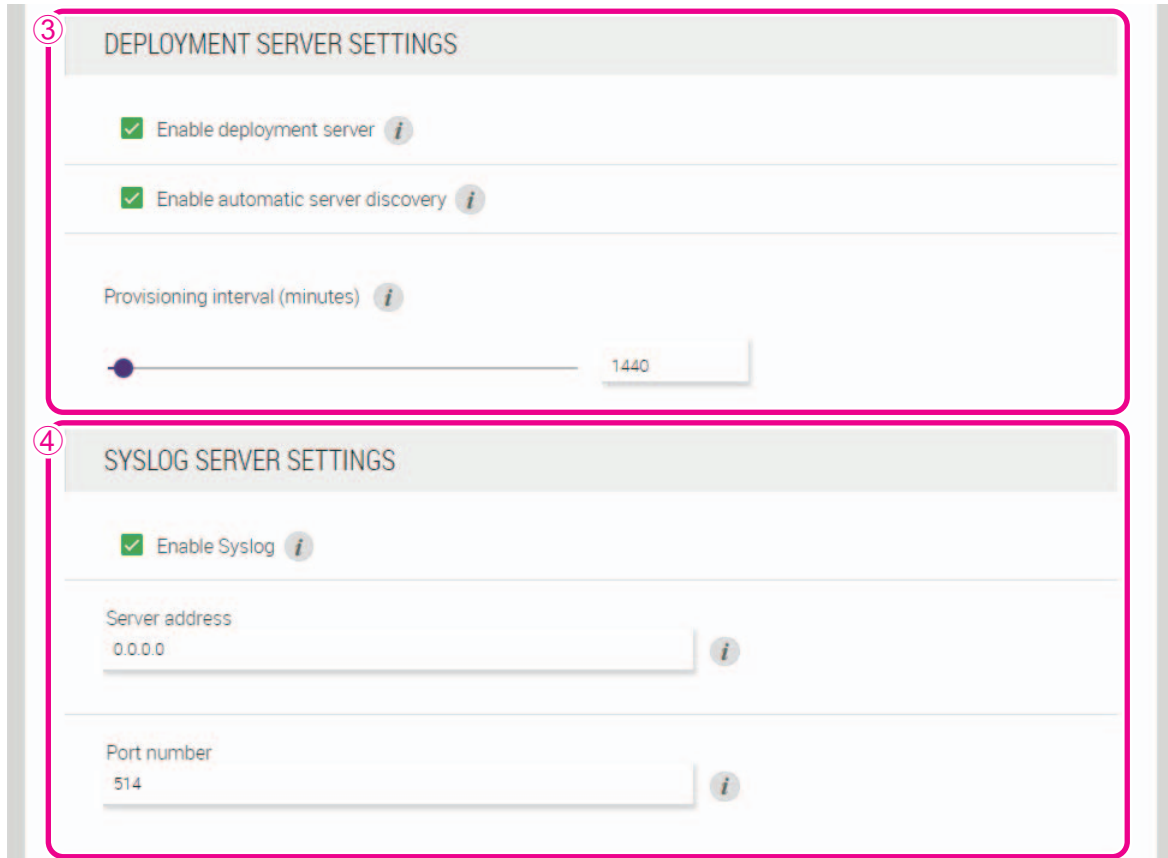 ③
DEPLOYMENT SERVER SETTINGS
Enable deployment server i
Enable automatic server discovery i
Provisioning interval (minutes) i
1440
④
SYSLOG SERVER SETTINGS
Enable Syslog i
Server address
0.0.0.0 i
Port number
514 i